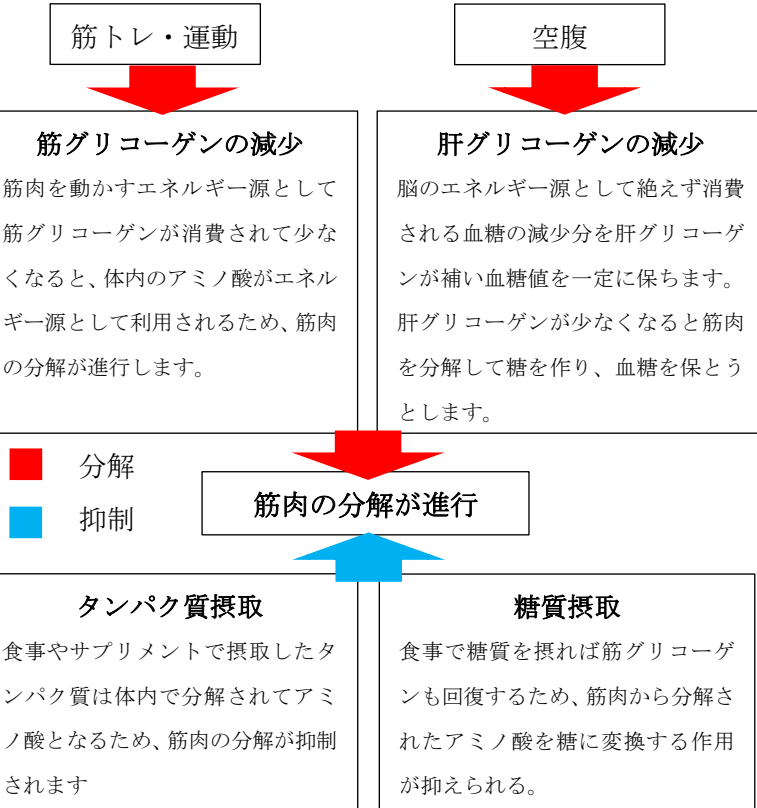 筋トレ・運動
空腹
筋グリコーゲンの減少
筋肉を動かすエネルギー源として
筋グリコーゲンが消費されて少な
くなると、体内のアミノ酸がエネル
ギー源として利用されるため、筋肉
の分解が進行します。
肝グリコーゲンの減少
脳のエネルギー源として絶えず消費
される血糖の減少分を肝グリコーゲ
ンが補い血糖値を一定に保ちます。
肝グリコーゲンが少なくなると筋肉
を分解して糖を作り、血糖を保とう
とします。
分解
抑制
筋肉の分解が進行
タンパク質摂取
食事やサプリメントで摂取したタ
ンパク質は体内で分解されてアミ
ノ酸となるため、筋肉の分解が抑制
されます
糖質摂取
食事で糖質を摂れば筋グリコーゲ
ンも回復するため、筋肉から分解さ
れたアミノ酸を糖に変換する作用
が抑えられる。